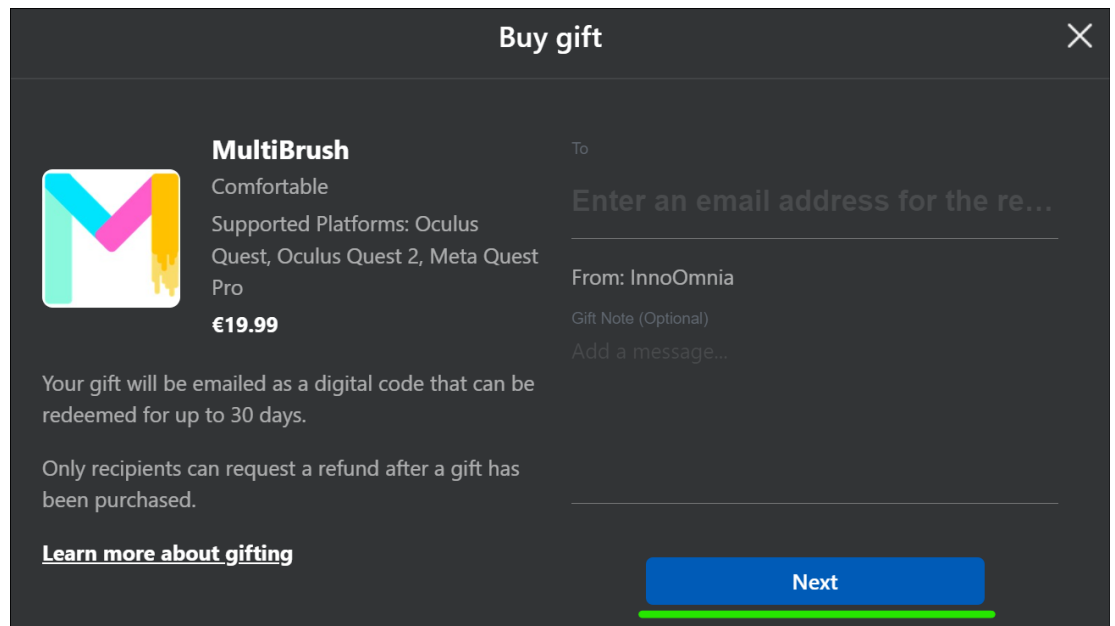 Buy gift
MultiBrush
Comfortable
Supported Platforms: Oculus
Quest, Oculus Quest 2, Meta Quest
Pro
€19.99
Your gift will be emailed as a digital code that can be
redeemed for up to 30 days.
Only recipients can request a refund after a gift has
been purchased.
Learn more about gifting
To
Enter an email address for the re…
From: InnoOmnia
Gift Note (Optional)
Add a message...
Next